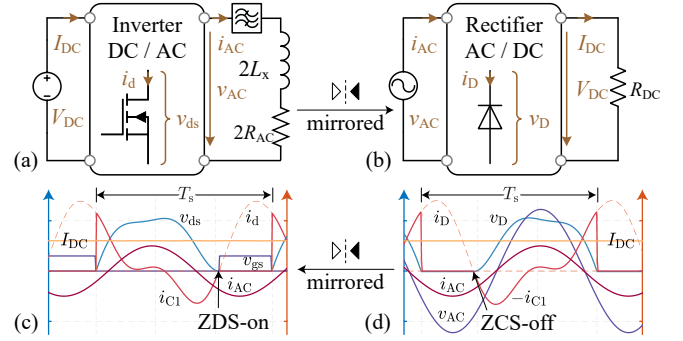 (a)
I_DC
V_DC
Inverter
DC / AC
i_d
v_ds
i_AC
v_AC
2L_x
2R_AC
mirrored
(b)
i_AC
v_AC
Rectifier
AC / DC
i_D
v_D
I_DC
V_DC
R_DC
(c)
T_s
v_ds
i_d
I_DC
v_gs
i_C1
i_AC
ZDS-on
mirrored
(d)
T_s
i_D
v_D
I_DC
i_AC
v_AC
−i_C1
ZCS-off